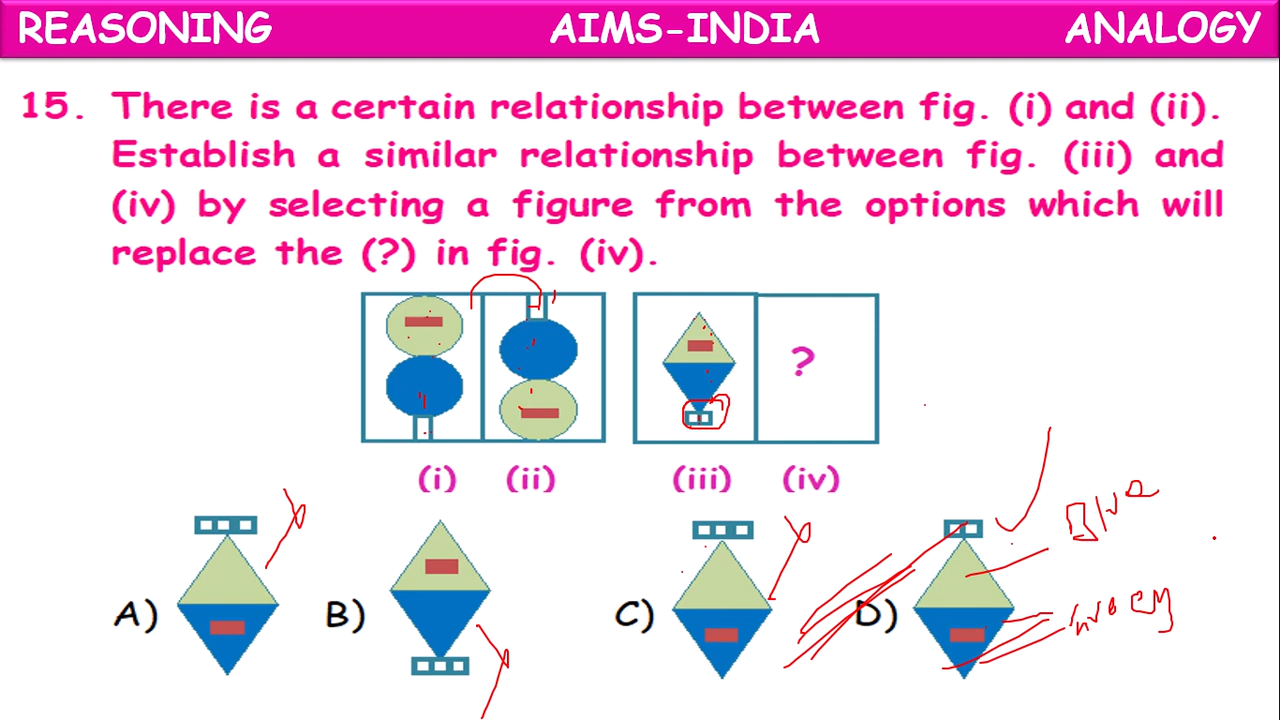 REASONING AIMS-INDIA ANALOGY
15. There is a certain relationship between fig. (i) and (ii).
Establish a similar relationship between fig. (iii) and
(iv) by selecting a figure from the options which will
replace the (?) in fig. (iv).
?
(i) (ii) (iii) (iv)
A) B) C) D)